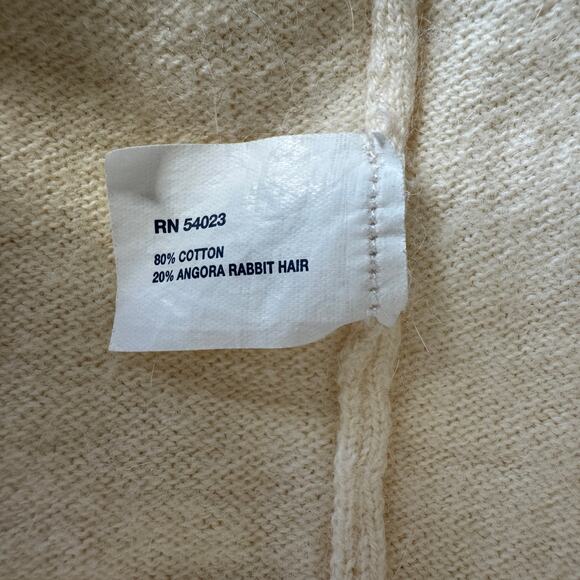 RN 54023
80% COTTON
20% ANGORA RABBIT HAIR